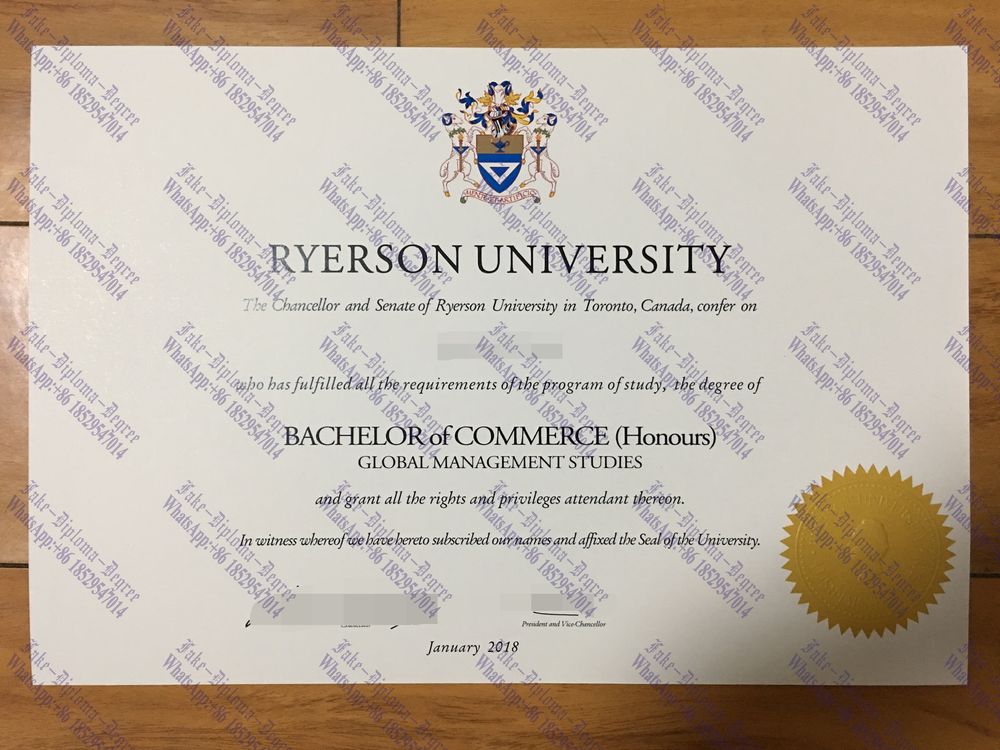 MENTE ET ARTIFICIO
RYERSON UNIVERSITY
The Chancellor and Senate of Ryerson University in Toronto, Canada, confer on
who has fulfilled all the requirements of the program of study, the degree of
BACHELOR of COMMERCE (Honours)
GLOBAL MANAGEMENT STUDIES
and grant all the rights and privileges attendant thereon.
In witness whereof we have hereto subscribed our names and affixed the Seal of the University.
President and Vice-Chancellor
January 2018
Fake-Diploma-Degree
WhatsApp:+86 18529547014